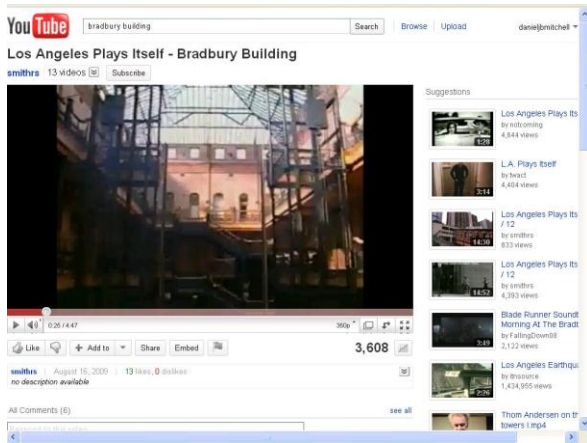 You Tube
bradbury building
Search
Browse
Upload
danieljbmitchell
Los Angeles Plays Itself - Bradbury Building
smithrs 13 videos
Subscribe
0:26 / 4:47
360p
Like
+ Add to
Share
Embed
3,608
smithrs August 16, 2009 13 likes, 0 dislikes
no description available
All Comments (6)
see all
Suggestions
1:28
Los Angeles Plays Its
by notcoming
4,844 views
3:14
L.A. Plays Itself
by twact
4,404 views
14:30
Los Angeles Plays Its
/ 12
by smithrs
833 views
14:52
Los Angeles Plays Its
/ 12
by smithrs
4,393 views
3:49
Blade Runner Soundt
Morning At The Bradb
by FallingDown08
2,122 views
2:26
Los Angeles Earthqua
by itnsource
1,434,955 views
Thom Andersen on th
towers I.mp4